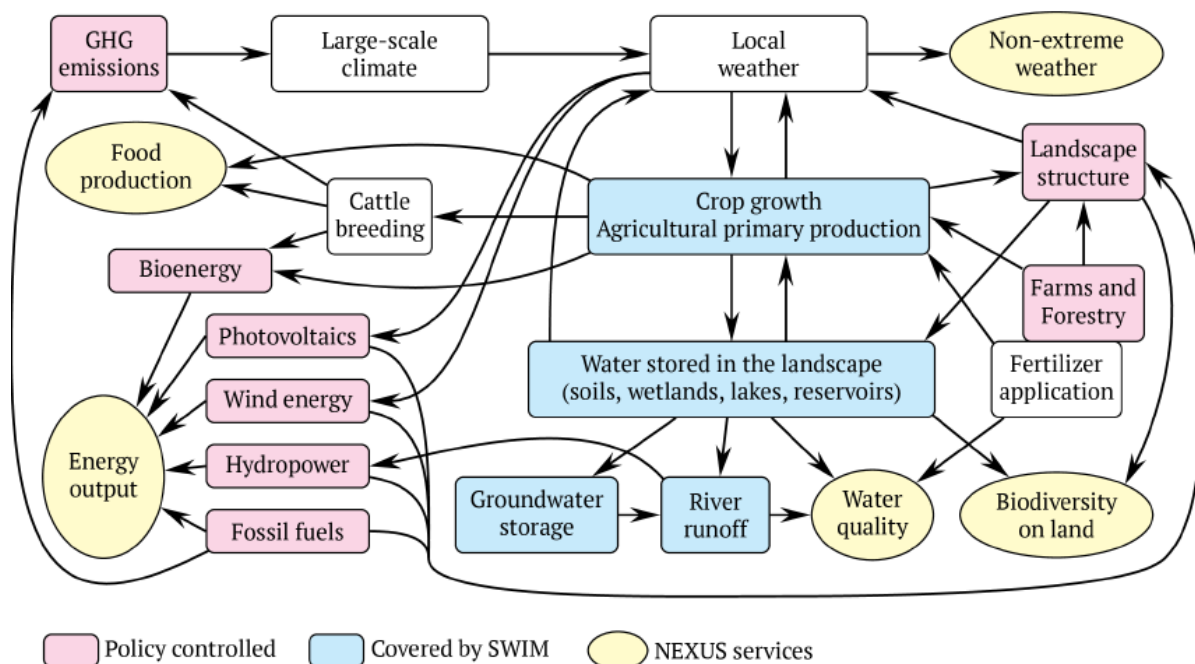 GHG
emissions
Large-scale
climate
Local
weather
Non-extreme
weather
Food
production
Cattle
breeding
Crop growth
Agricultural primary production
Landscape
structure
Bioenergy
Farms and
Forestry
Photovoltaics
Water stored in the landscape
(soils, wetlands, lakes, reservoirs)
Fertilizer
application
Wind energy
Energy
output
Hydropower
Groundwater
storage
River
runoff
Water
quality
Biodiversity
on land
Fossil fuels
Policy controlled
Covered by SWIM
NEXUS services